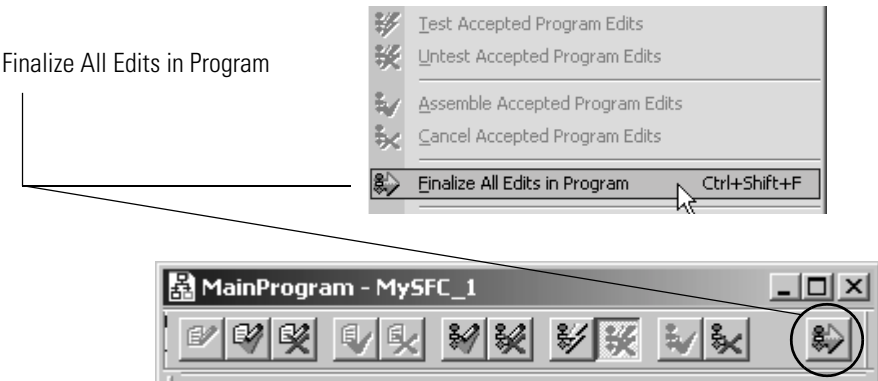 Test Accepted Program Edits
Untest Accepted Program Edits
Finalize All Edits in Program
Assemble Accepted Program Edits
Cancel Accepted Program Edits
Finalize All Edits in Program Ctrl+Shift+F
MainProgram - MySFC_1